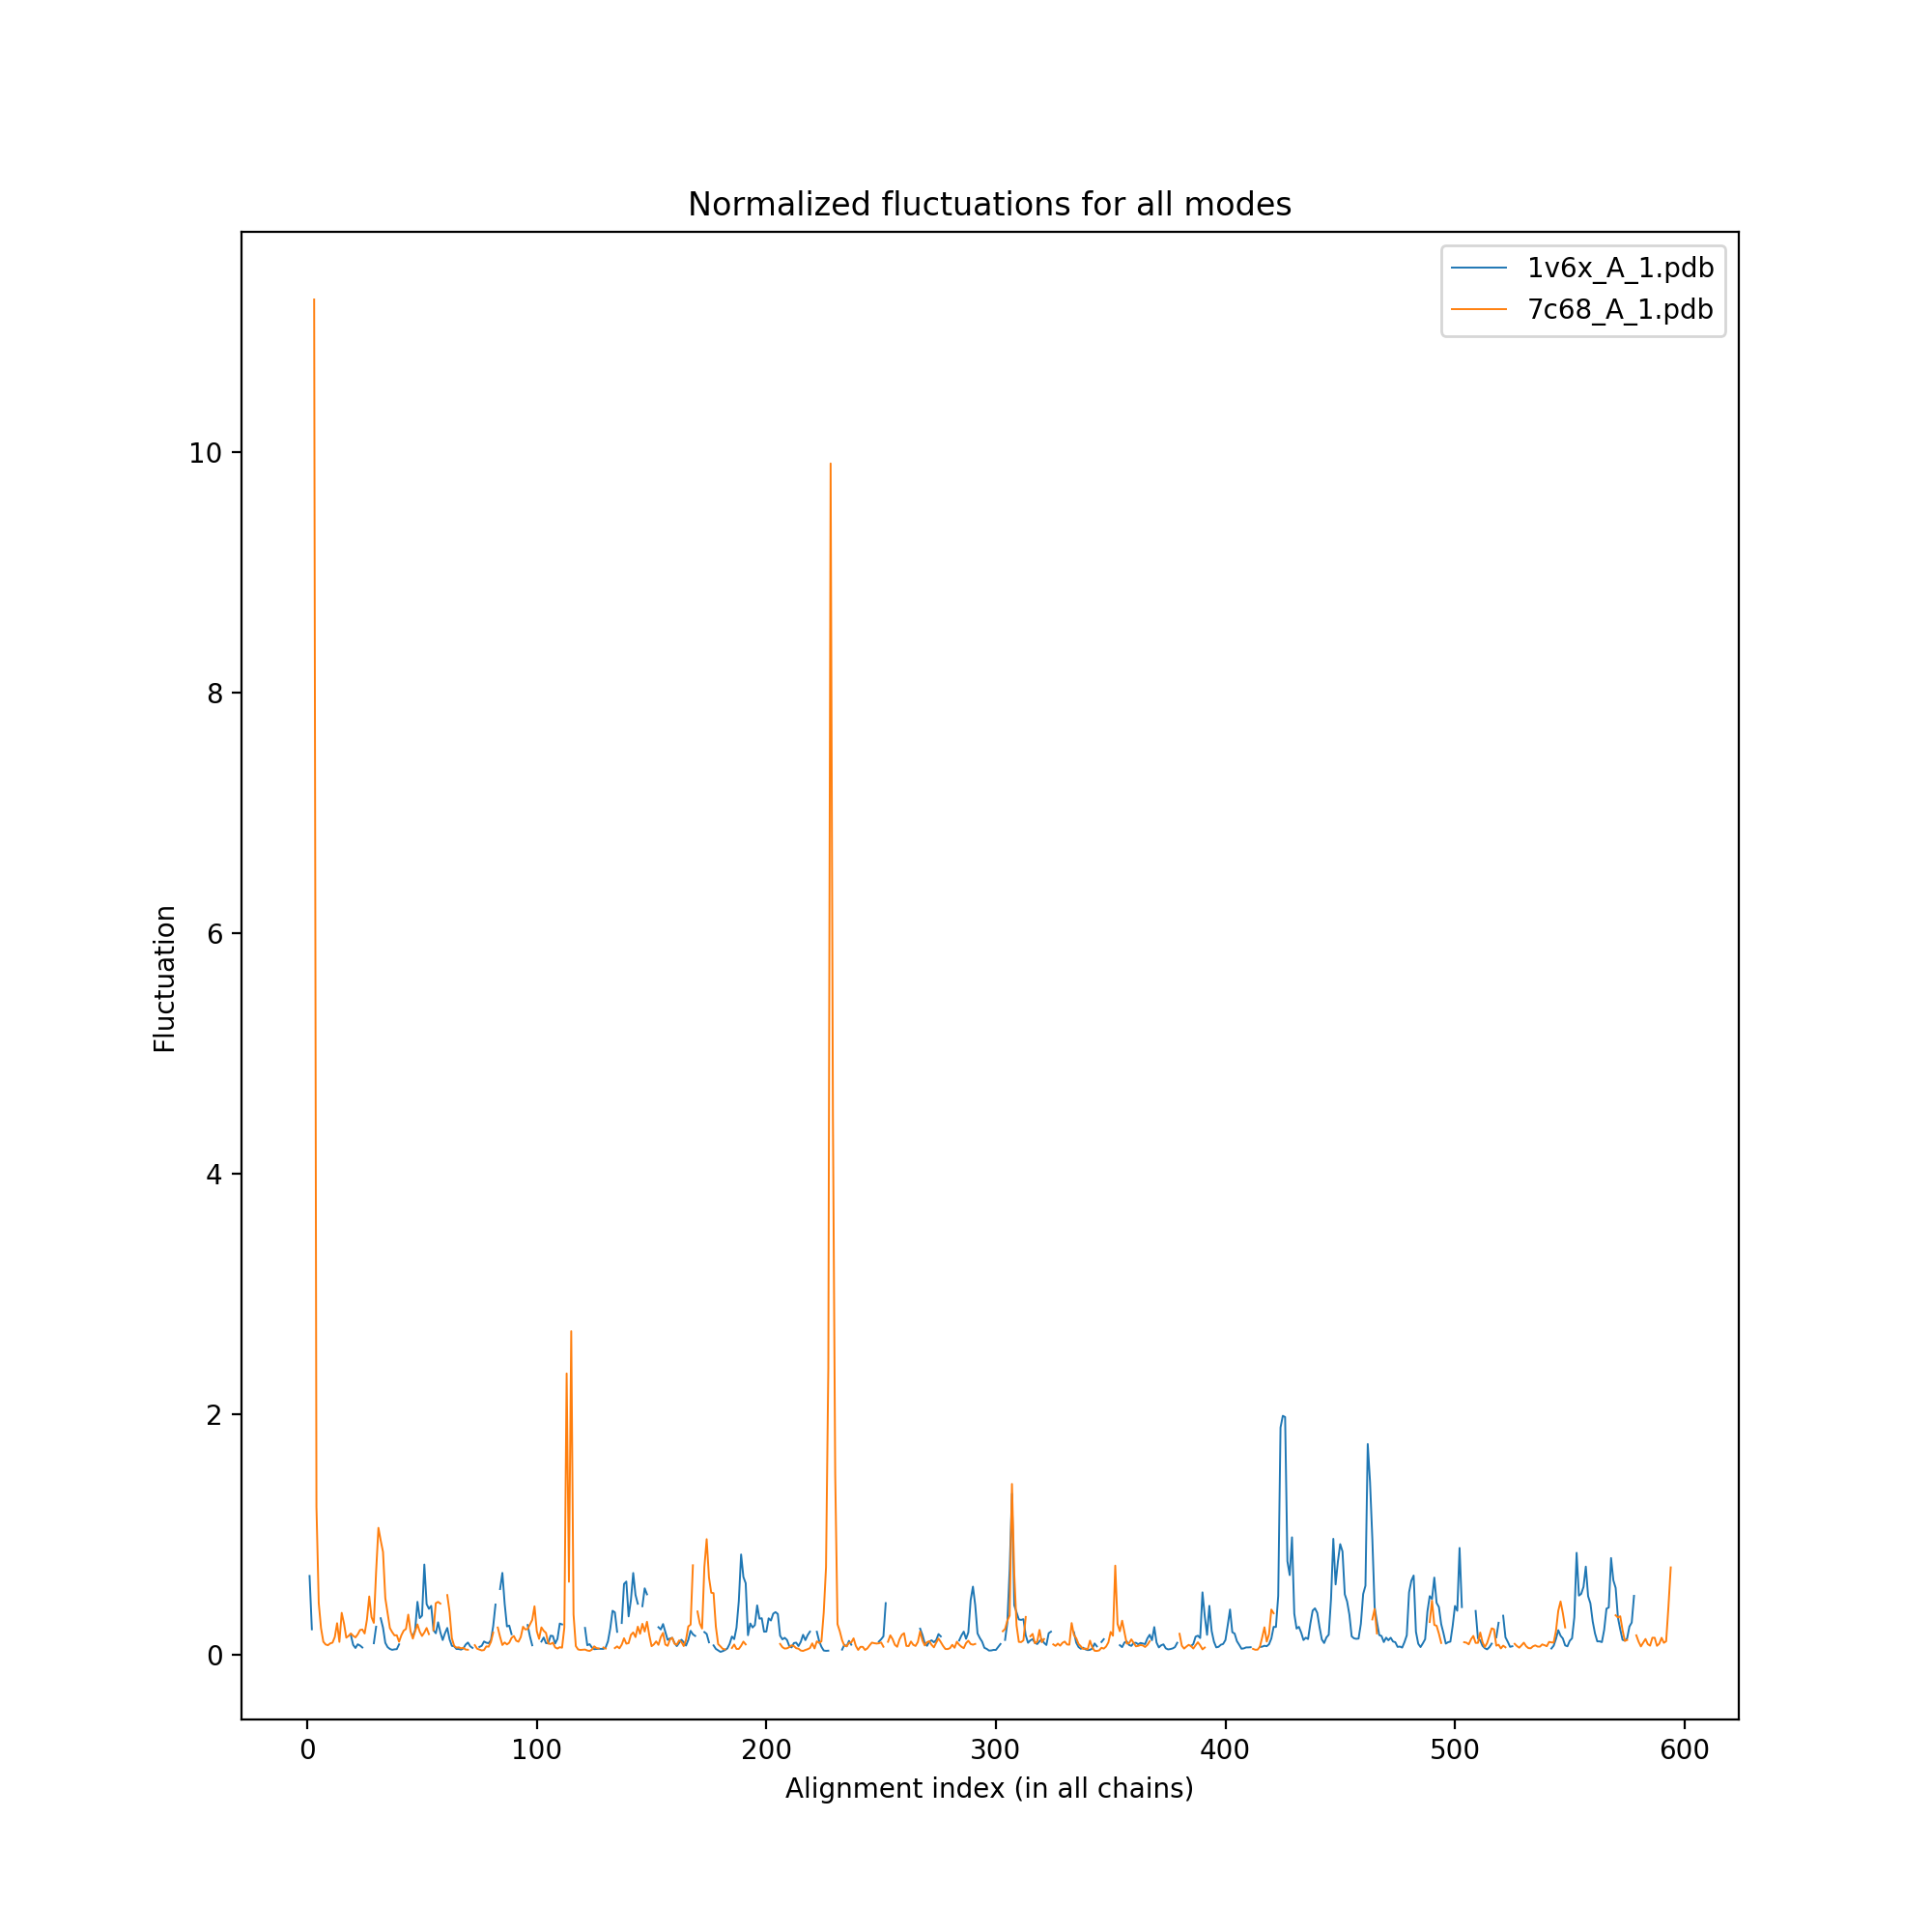 Normalized fluctuations for all modes
1v6x_A_1.pdb
7c68_A_1.pdb
10
8
6
4
2
0
Fluctuation
0 100 200 300 400 500 600
Alignment index (in all chains)